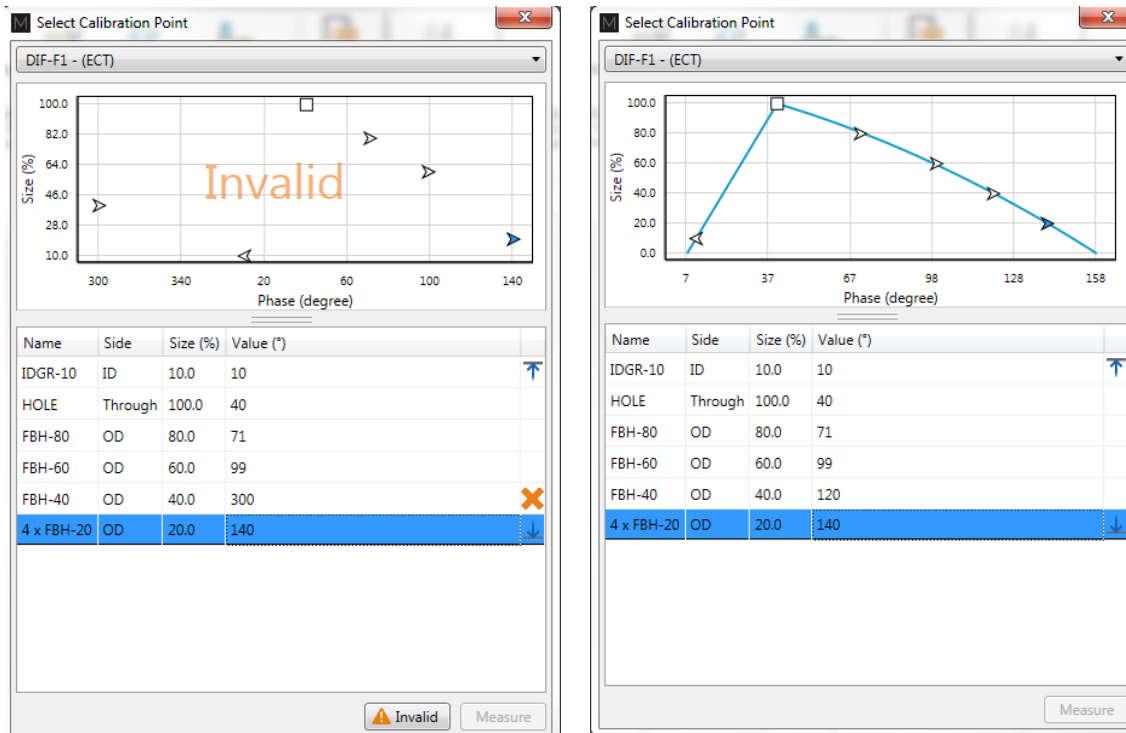 M Select Calibration Point
x
DIF-F1 - (ECT)
100.0
82.0
64.0
46.0
28.0
10.0
Size (%)
Invalid
300 340 20 60 100 140
Phase (degree)
Name Side Size (%) Value (°)
IDGR-10 ID 10.0 10
HOLE Through 100.0 40
FBH-80 OD 80.0 71
FBH-60 OD 60.0 99
FBH-40 OD 40.0 300
4 x FBH-20 OD 20.0 140
Invalid Measure
M Select Calibration Point
x
DIF-F1 - (ECT)
100.0
80.0
60.0
40.0
20.0
0.0
Size (%)
7 37 67 98 128 158
Phase (degree)
Name Side Size (%) Value (°)
IDGR-10 ID 10.0 10
HOLE Through 100.0 40
FBH-80 OD 80.0 71
FBH-60 OD 60.0 99
FBH-40 OD 40.0 120
4 x FBH-20 OD 20.0 140
Measure